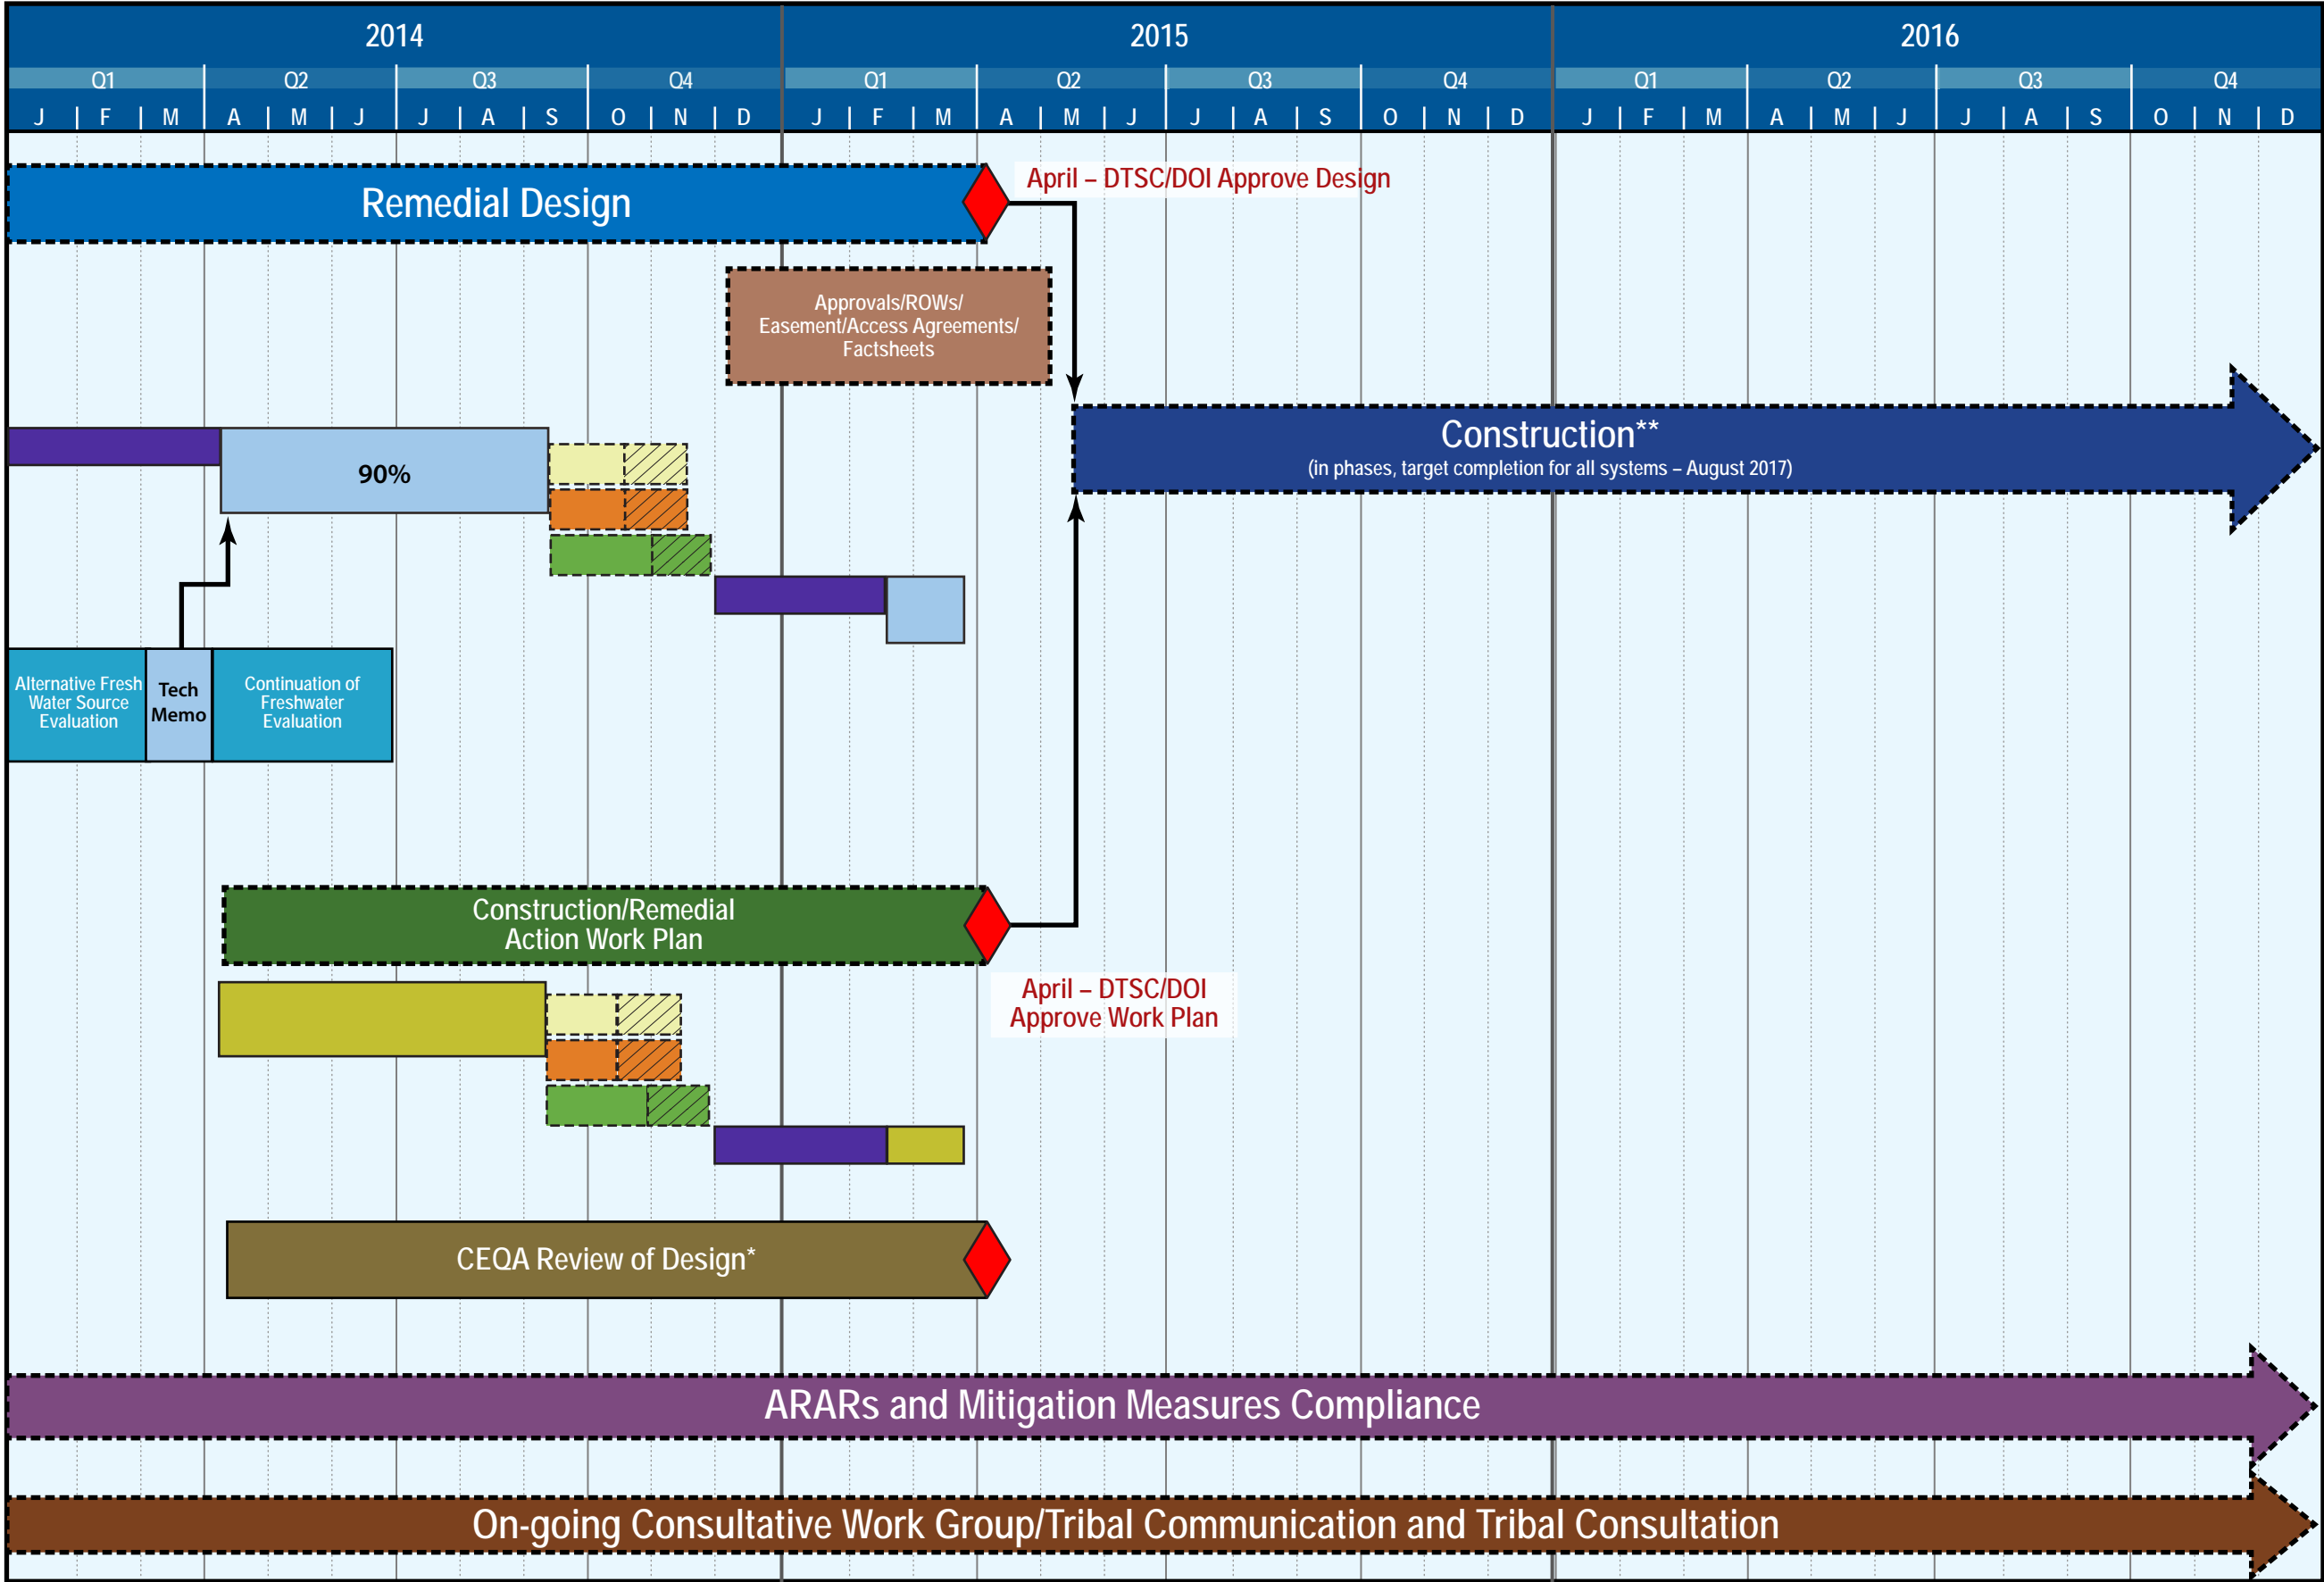 2014 2015 2016
Q1 Q2 Q3 Q4 Q1 Q2 Q3 Q4 Q1 Q2 Q3 Q4
J F M A M J J A S O N D J F M A M J J A S O N D J F M A M J J A S O N D
Remedial Design
April – DTSC/DOI Approve Design
Approvals/ROWs/
Easement/Access Agreements/
Factsheets
Construction**
(in phases, target completion for all systems – August 2017)
90%
Alternative Fresh
Water Source
Evaluation
Tech
Memo
Continuation of
Freshwater
Evaluation
Construction/Remedial
Action Work Plan
April – DTSC/DOI
Approve Work Plan
CEQA Review of Design*
ARARs and Mitigation Measures Compliance
On-going Consultative Work Group/Tribal Communication and Tribal Consultation